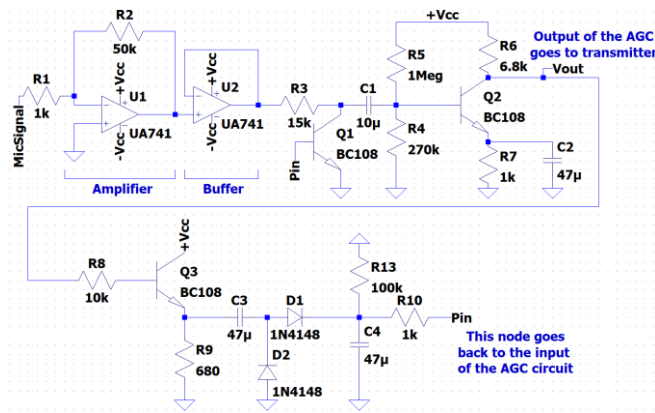 R2
50k
+Vcc
R1
MicSignal
1k
U1
UA741
-Vcc
+Vcc
U2
-Vcc
UA741
Amplifier
Buffer
R3
15k
Pin
Q1
BC108
C1
10µ
+Vcc
R5
1Meg
R4
270k
R6
6.8k
Output of the AGC
goes to transmitter
Vout
Q2
BC108
R7
1k
C2
47µ
R8
10k
+Vcc
Q3
BC108
R9
680
C3
47µ
D1
1N4148
D2
1N4148
R13
100k
C4
47µ
R10
1k
Pin
This node goes
back to the input
of the AGC circuit